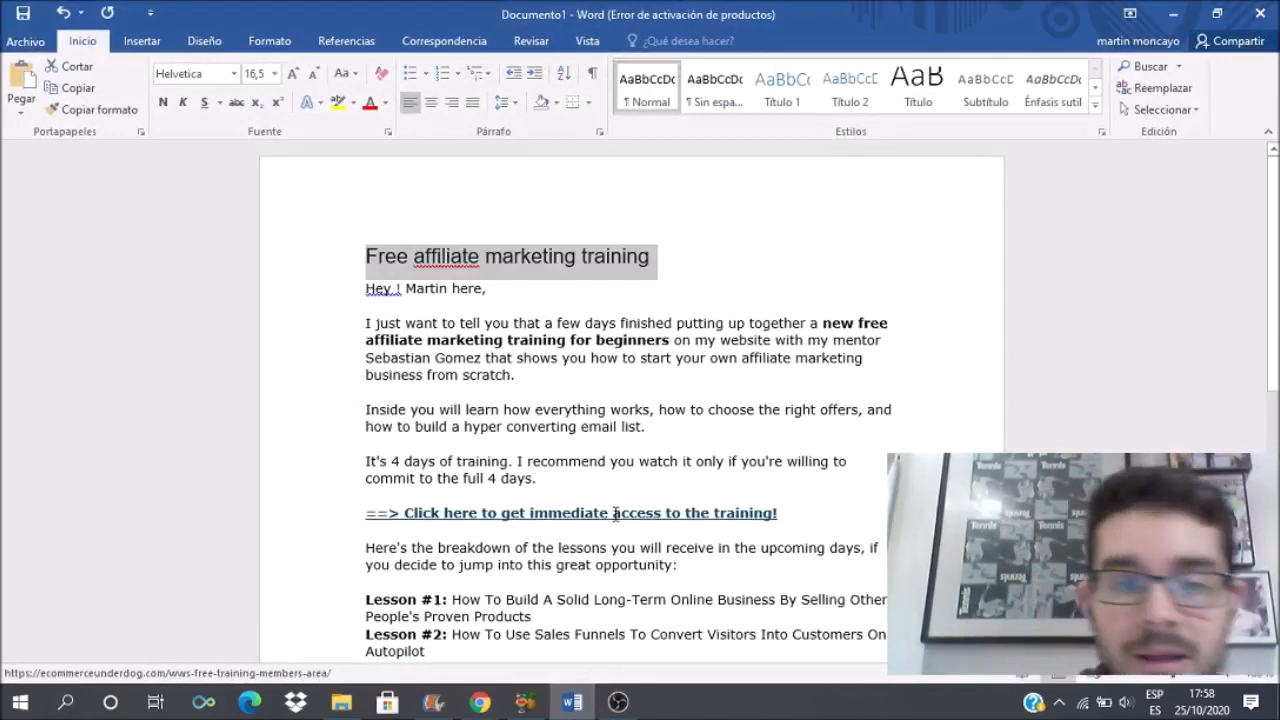 Documento1 - Word (Error de activación de productos)
Archivo Inicio Insertar Diseño Formato Referencias Correspondencia Revisar Vista ¿Qué desea hacer? martin moncayo Compartir
Pegar
Cortar
Copiar
Copiar formato
Portapapeles
Helvetica 16,5
Fuente
Párrafo
AaBbCcDc AaBbCcDc AaBbCc AaBbCcD AaB AaBbCcD AaBbCcDc
¶ Normal ¶ Sin espa... Título 1 Título 2 Título Subtítulo Énfasis sutil
Estilos
Buscar
Reemplazar
Seleccionar
Edición
Free affiliate marketing training
Hey ! Martin here,
I just want to tell you that a few days finished putting up together a new free
affiliate marketing training for beginners on my website with my mentor
Sebastian Gomez that shows you how to start your own affiliate marketing
business from scratch.
Inside you will learn how everything works, how to choose the right offers, and
how to build a hyper converting email list.
It's 4 days of training. I recommend you watch it only if you're willing to
commit to the full 4 days.
==> Click here to get immediate access to the training!
Here's the breakdown of the lessons you will receive in the upcoming days, if
you decide to jump into this great opportunity:
Lesson #1: How To Build A Solid Long-Term Online Business By Selling Other
People's Proven Products
Lesson #2: How To Use Sales Funnels To Convert Visitors Into Customers On
Autopilot
https://ecommerceunderdog.com/wws-free-training-members-area/
ESP
ES
17:58
25/10/2020